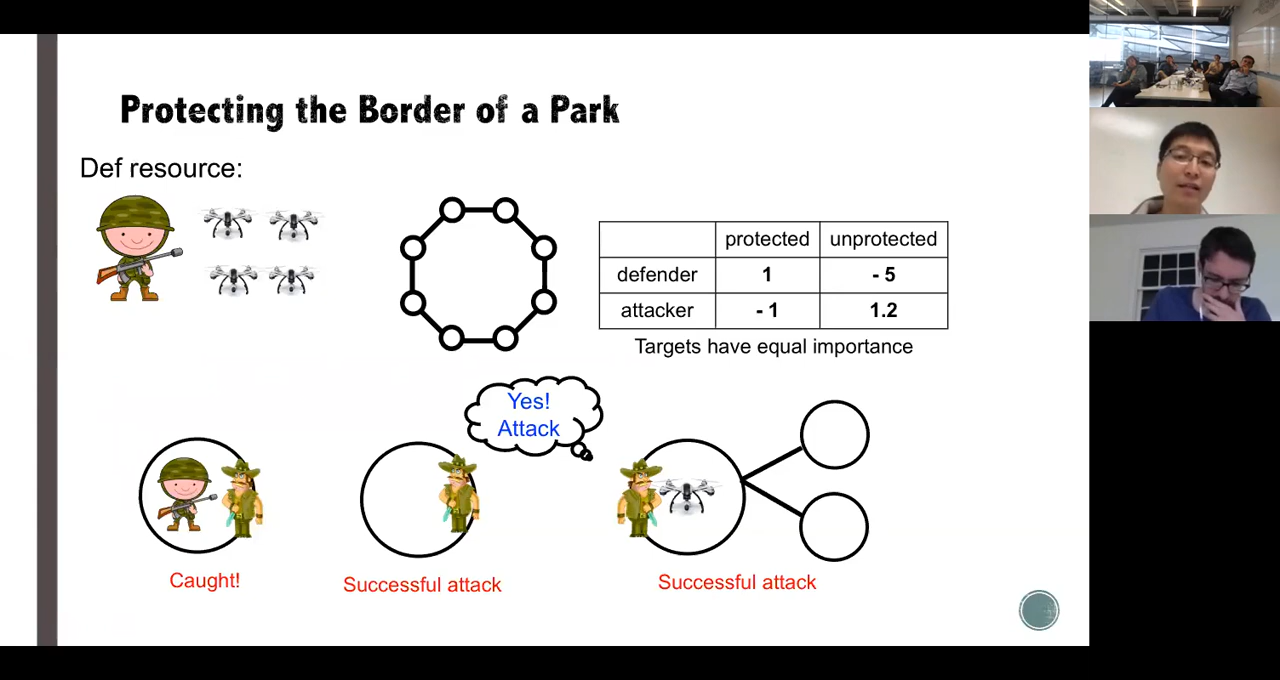 Protecting the Border of a Park
Def resource:
protected unprotected
defender 1 - 5
attacker - 1 1.2
Targets have equal importance
Yes!
Attack
Caught!
Successful attack
Successful attack